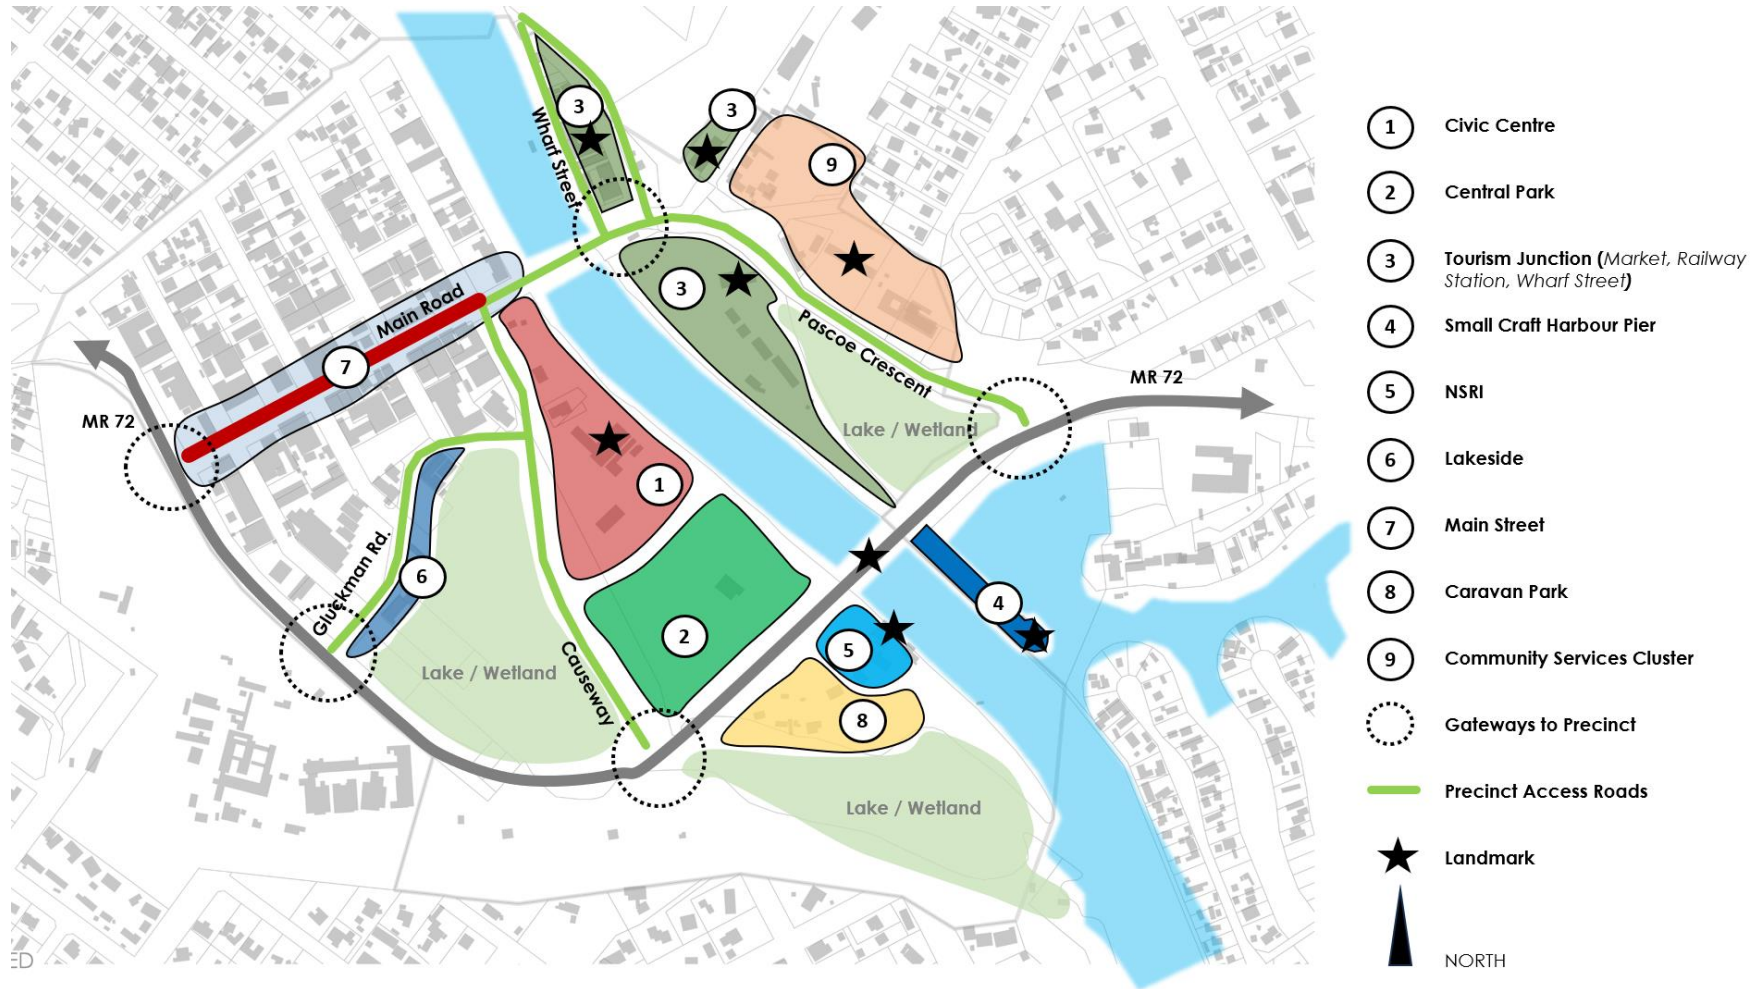 3
3
Wharf Street
9
3
Main Road
7
Pascoe Crescent
MR 72
MR 72
Lake / Wetland
1
Gluckman Rd.
6
4
2
5
Causeway
Lake / Wetland
8
Lake / Wetland
ED
1 Civic Centre
2 Central Park
3 Tourism Junction (Market, Railway
Station, Wharf Street)
4 Small Craft Harbour Pier
5 NSRI
6 Lakeside
7 Main Street
8 Caravan Park
9 Community Services Cluster
Gateways to Precinct
Precinct Access Roads
Landmark
NORTH